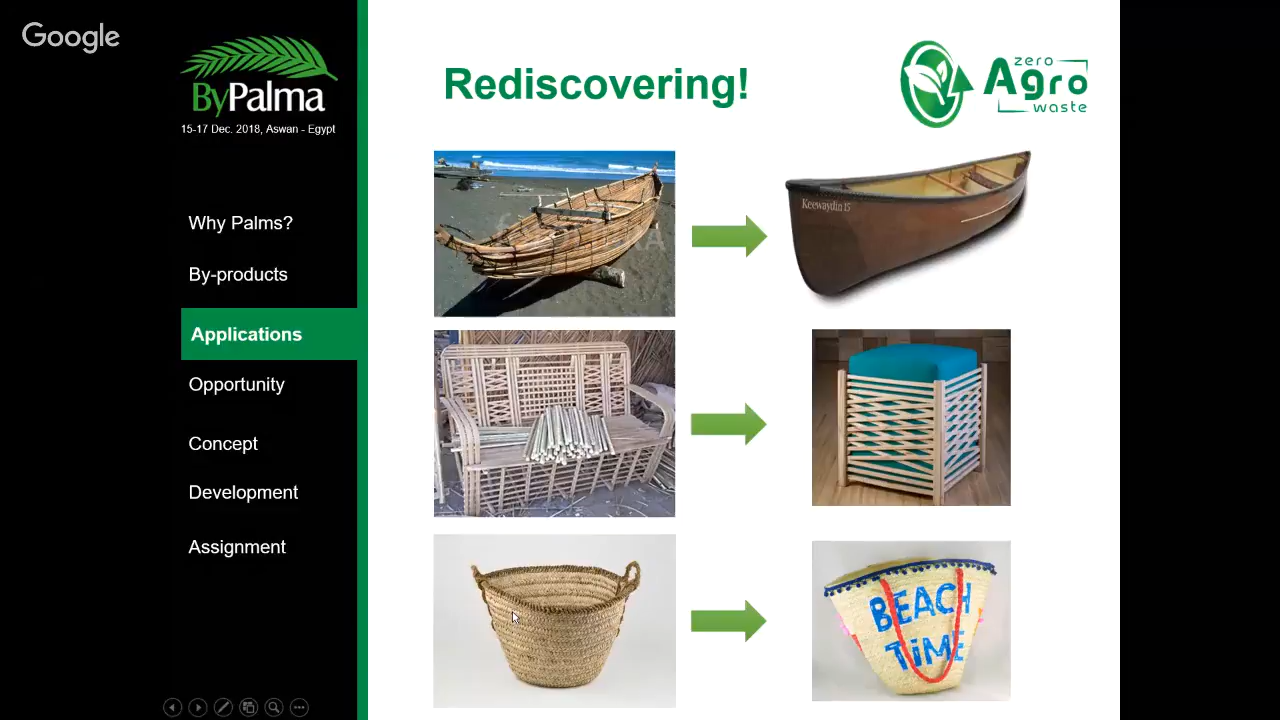 Google
ByPalma
15-17 Dec. 2018, Aswan - Egypt
Why Palms?
By-products
Applications
Opportunity
Concept
Development
Assignment
Rediscovering!
zero
Agro
waste
Keewaydin 15
BEACH
TiME